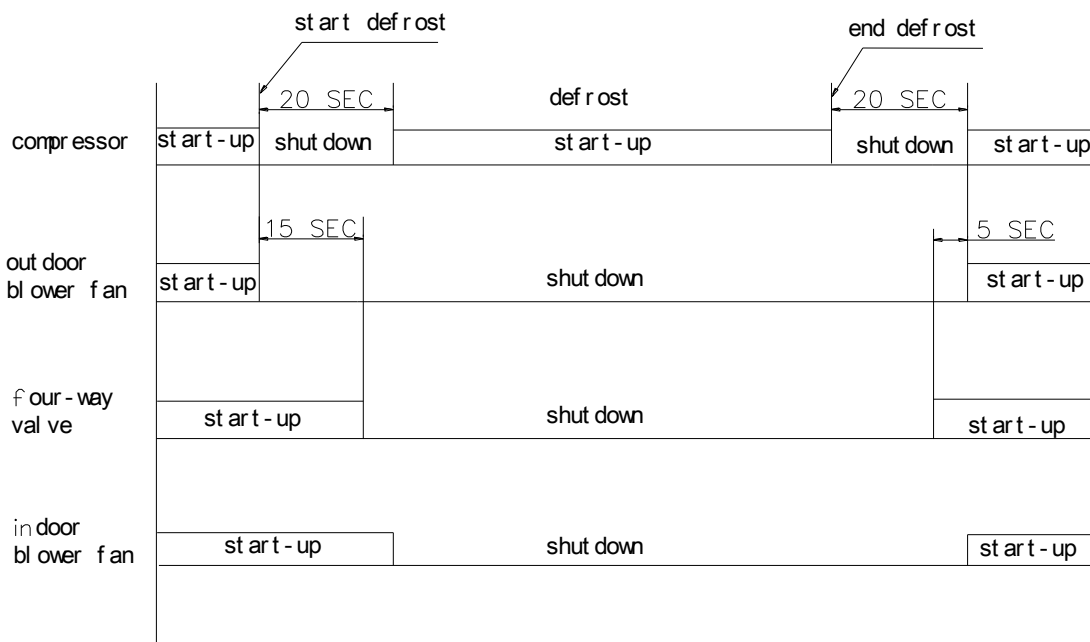 start defrost
end defrost
20 SEC
defrost
20 SEC
compressor
start-up
shut down
start-up
shut down
start-up
15 SEC
5 SEC
outdoor
blower fan
start-up
shut down
start-up
four-way
valve
start-up
shut down
start-up
indoor
blower fan
start-up
shut down
start-up